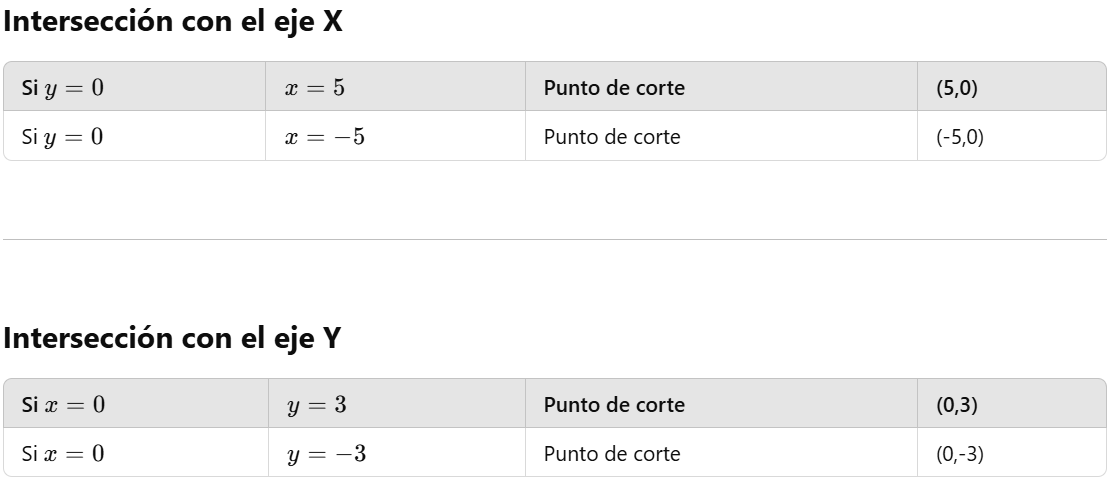 Intersección con el eje X
Si y = 0 x = 5 Punto de corte (5,0)
Si y = 0 x = −5 Punto de corte (-5,0)
Intersección con el eje Y
Si x = 0 y = 3 Punto de corte (0,3)
Si x = 0 y = −3 Punto de corte (0,-3)